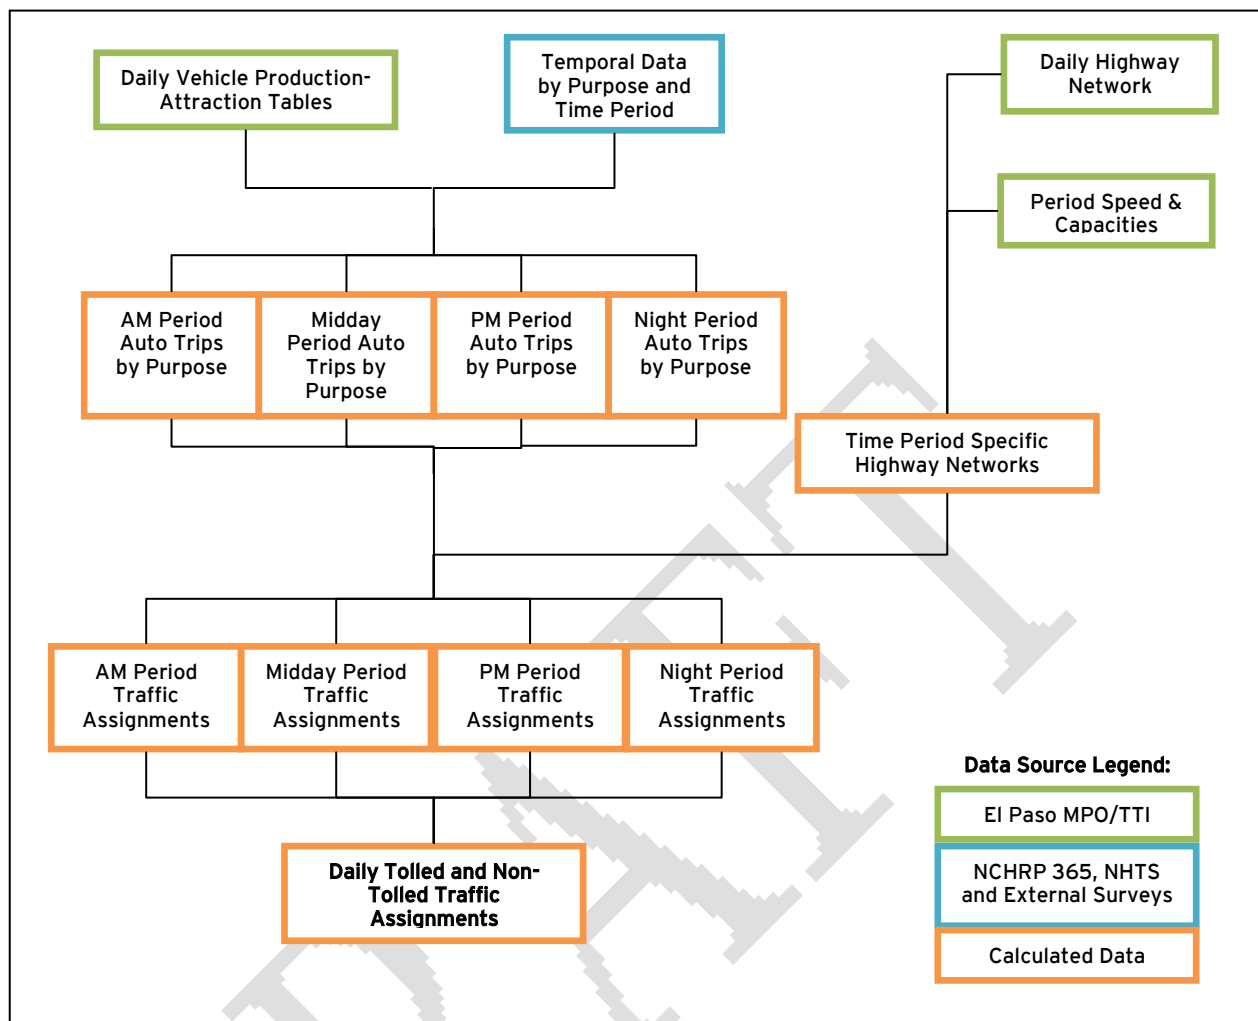 Daily Vehicle Production-
Attraction Tables
Temporal Data
by Purpose and
Time Period
Daily Highway
Network
Period Speed &
Capacities
AM Period
Auto Trips
by Purpose
Midday
Period Auto
Trips by
Purpose
PM Period
Auto Trips
by Purpose
Night Period
Auto Trips
by Purpose
Time Period Specific
Highway Networks
AM Period
Traffic
Assignments
Midday Period
Traffic
Assignments
PM Period
Traffic
Assignments
Night Period
Traffic
Assignments
Daily Tolled and Non-
Tolled Traffic
Assignments
Data Source Legend:
El Paso MPO/TTI
NCHRP 365, NHTS
and External Surveys
Calculated Data
DRAFT